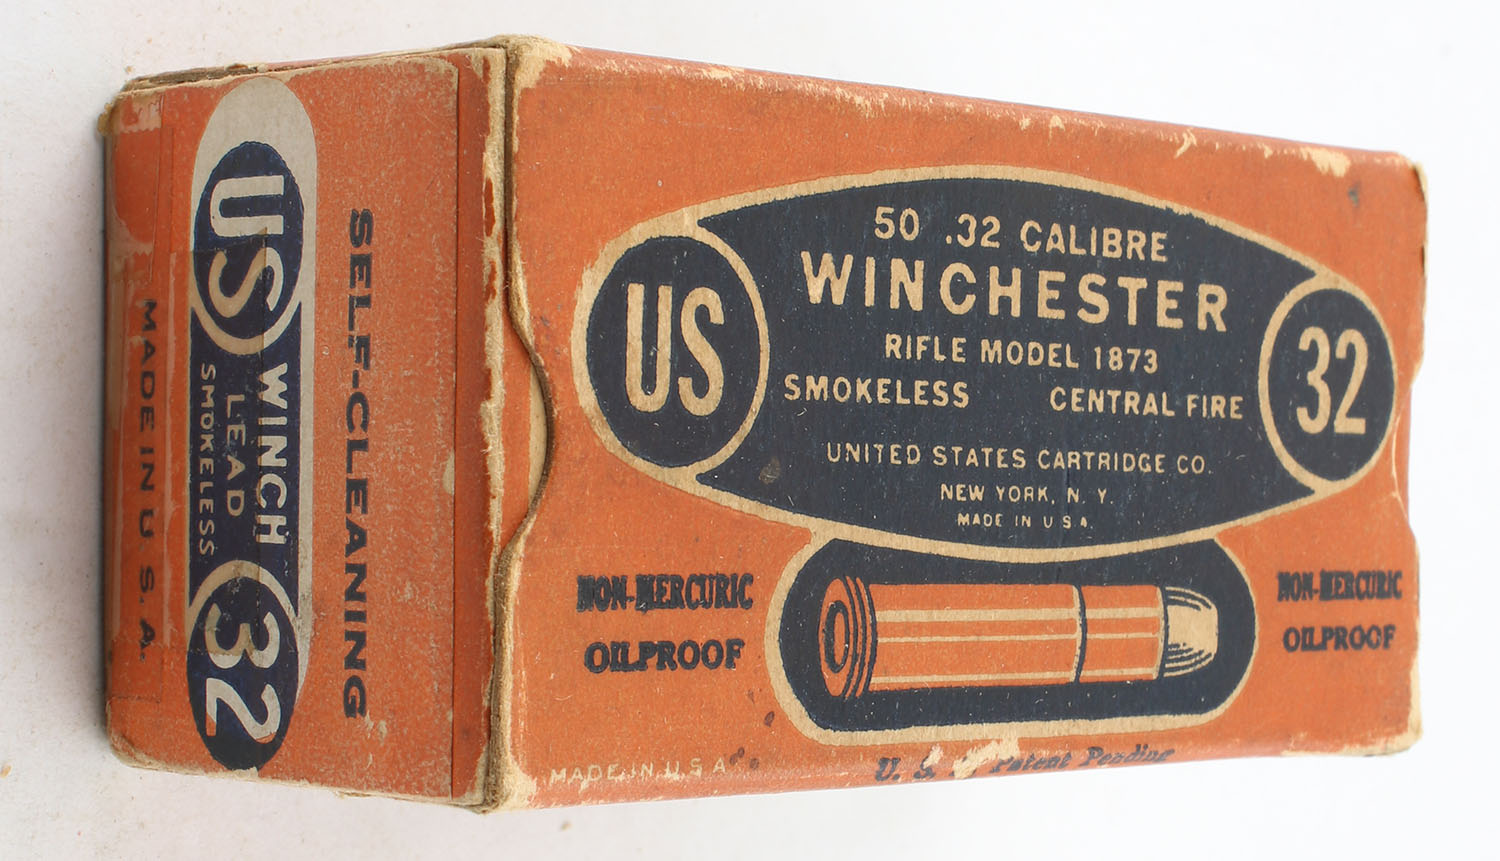 50 .32 CALIBRE
WINCHESTER
RIFLE MODEL 1873
SMOKELESS CENTRAL FIRE
UNITED STATES CARTRIDGE CO.
NEW YORK, N. Y.
MADE IN U S A.
US
32
NON-MERCURIC
OILPROOF
NON-MERCURIC
OILPROOF
MADE IN U S A
U. S. Patent Pending
SELF-CLEANING
US
WINCH
LEAD
SMOKELESS
32
MADE IN U. S. A.